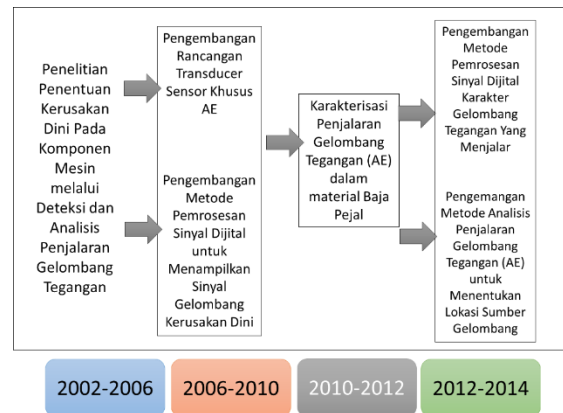 Penelitian
Penentuan
Kerusakan
Dini Pada
Komponen
Mesin
melalui
Deteksi dan
Analisis
Penjalaran
Gelombang
Tegangan
Pengembangan
Rancangan
Transducer
Sensor Khusus
AE
Pengembangan
Metode
Pemrosesan
Sinyal Dijital
untuk
Menampilkan
Sinyal
Gelombang
Kerusakan Dini
Karakterisasi
Penjalaran
Gelombang
Tegangan (AE)
dalam
material Baja
Pejal
Pengembangan
Metode
Pemrosesan
Sinyal Dijital
Karakter
Gelombang
Tegangan Yang
Menjalar
Pengemangan
Metode Analisis
Penjalaran
Gelombang
Tegangan (AE)
untuk
Menentukan
Lokasi Sumber
Gelombang
2002-2006
2006-2010
2010-2012
2012-2014